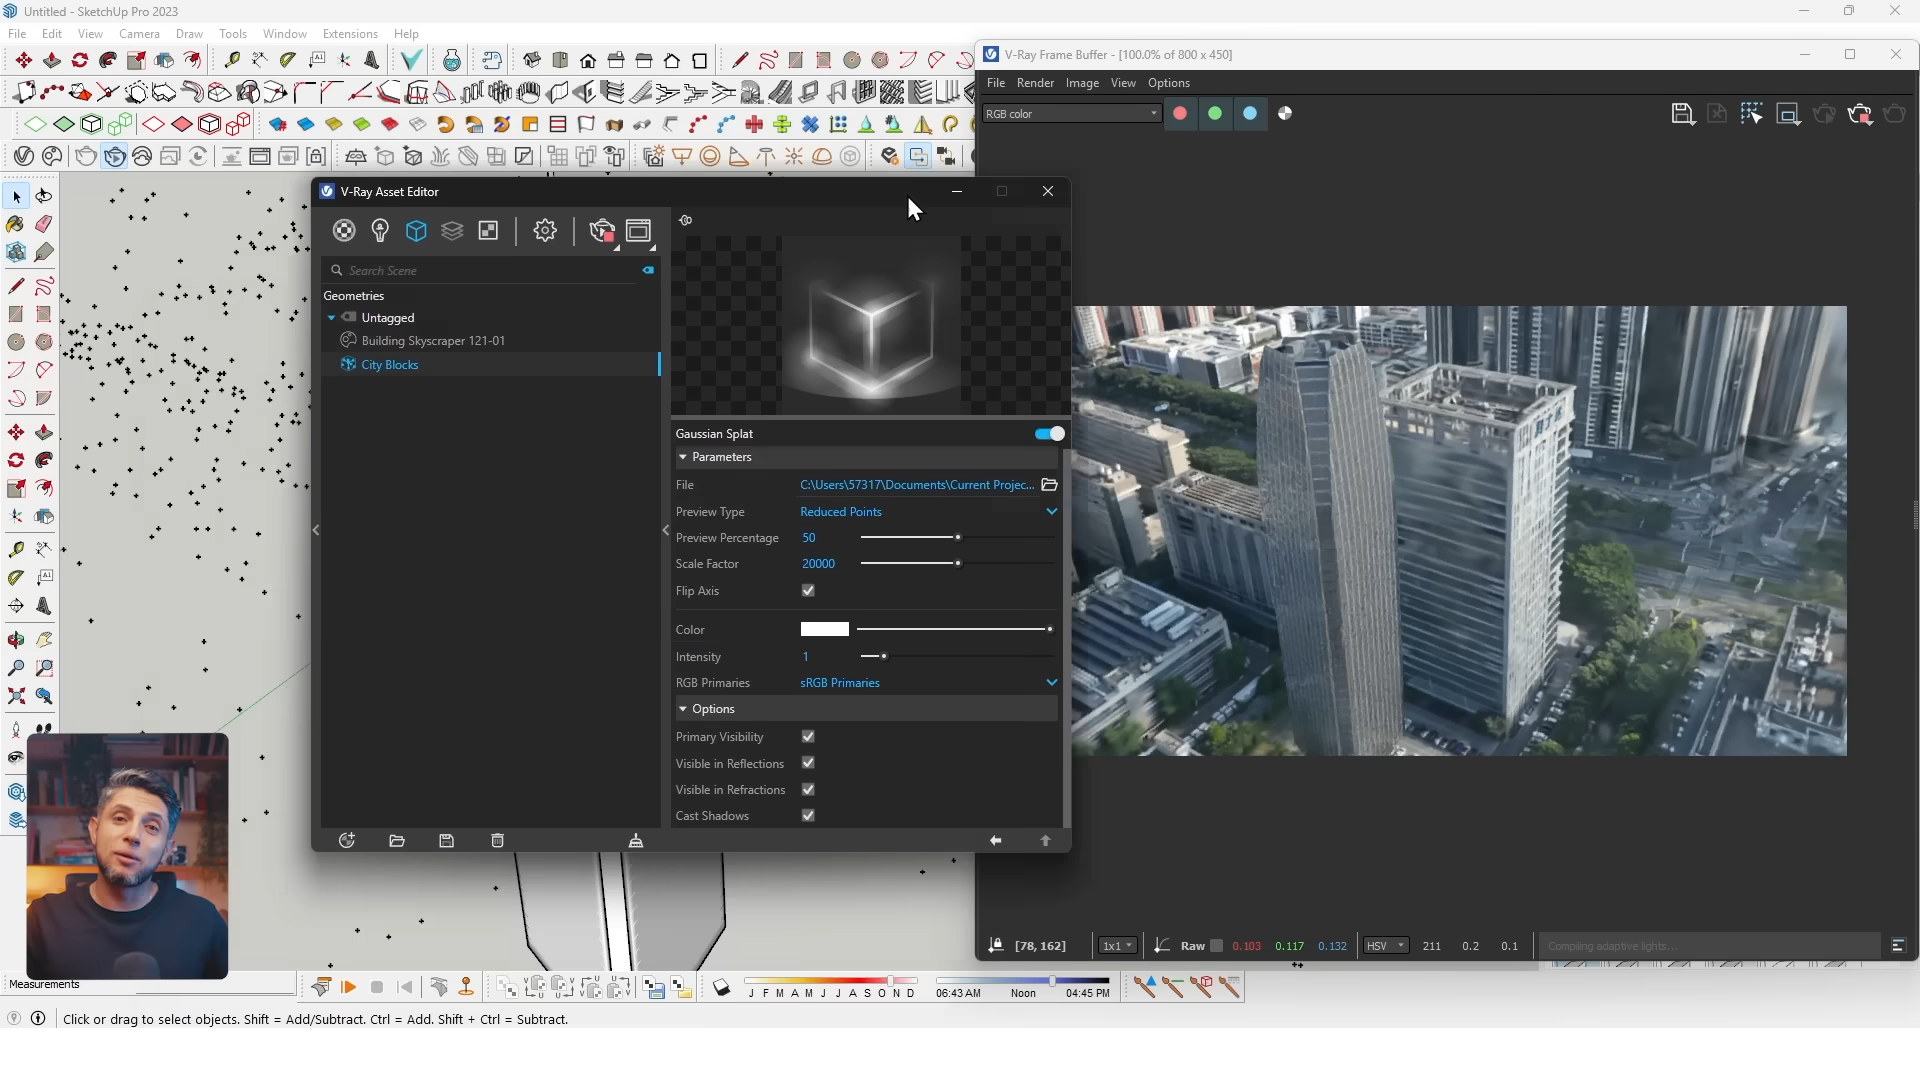 Untitled - SketchUp Pro 2023
File Edit View Camera Draw Tools Window Extensions Help
V-Ray Frame Buffer - [100.0% of 800 x 450]
File Render Image View Options
RGB color
V-Ray Asset Editor
Search Scene
Geometries
Untagged
Building Skyscraper 121-01
City Blocks
Gaussian Splat
Parameters
File C:\Users\57317\Documents\Current Projec...
Preview Type Reduced Points
Preview Percentage 50
Scale Factor 20000
Flip Axis
Color
Intensity 1
RGB Primaries sRGB Primaries
Options
Primary Visibility
Visible in Reflections
Visible in Refractions
Cast Shadows
[78, 162] 1x1 Raw 0.103 0.117 0.132 HSV 211 0.2 0.1 Compiling adaptive lights...
Measurements
J F M A M J J A S O N D 06:43 AM Noon 04:45 PM
Click or drag to select objects. Shift = Add/Subtract. Ctrl = Add. Shift + Ctrl = Subtract.